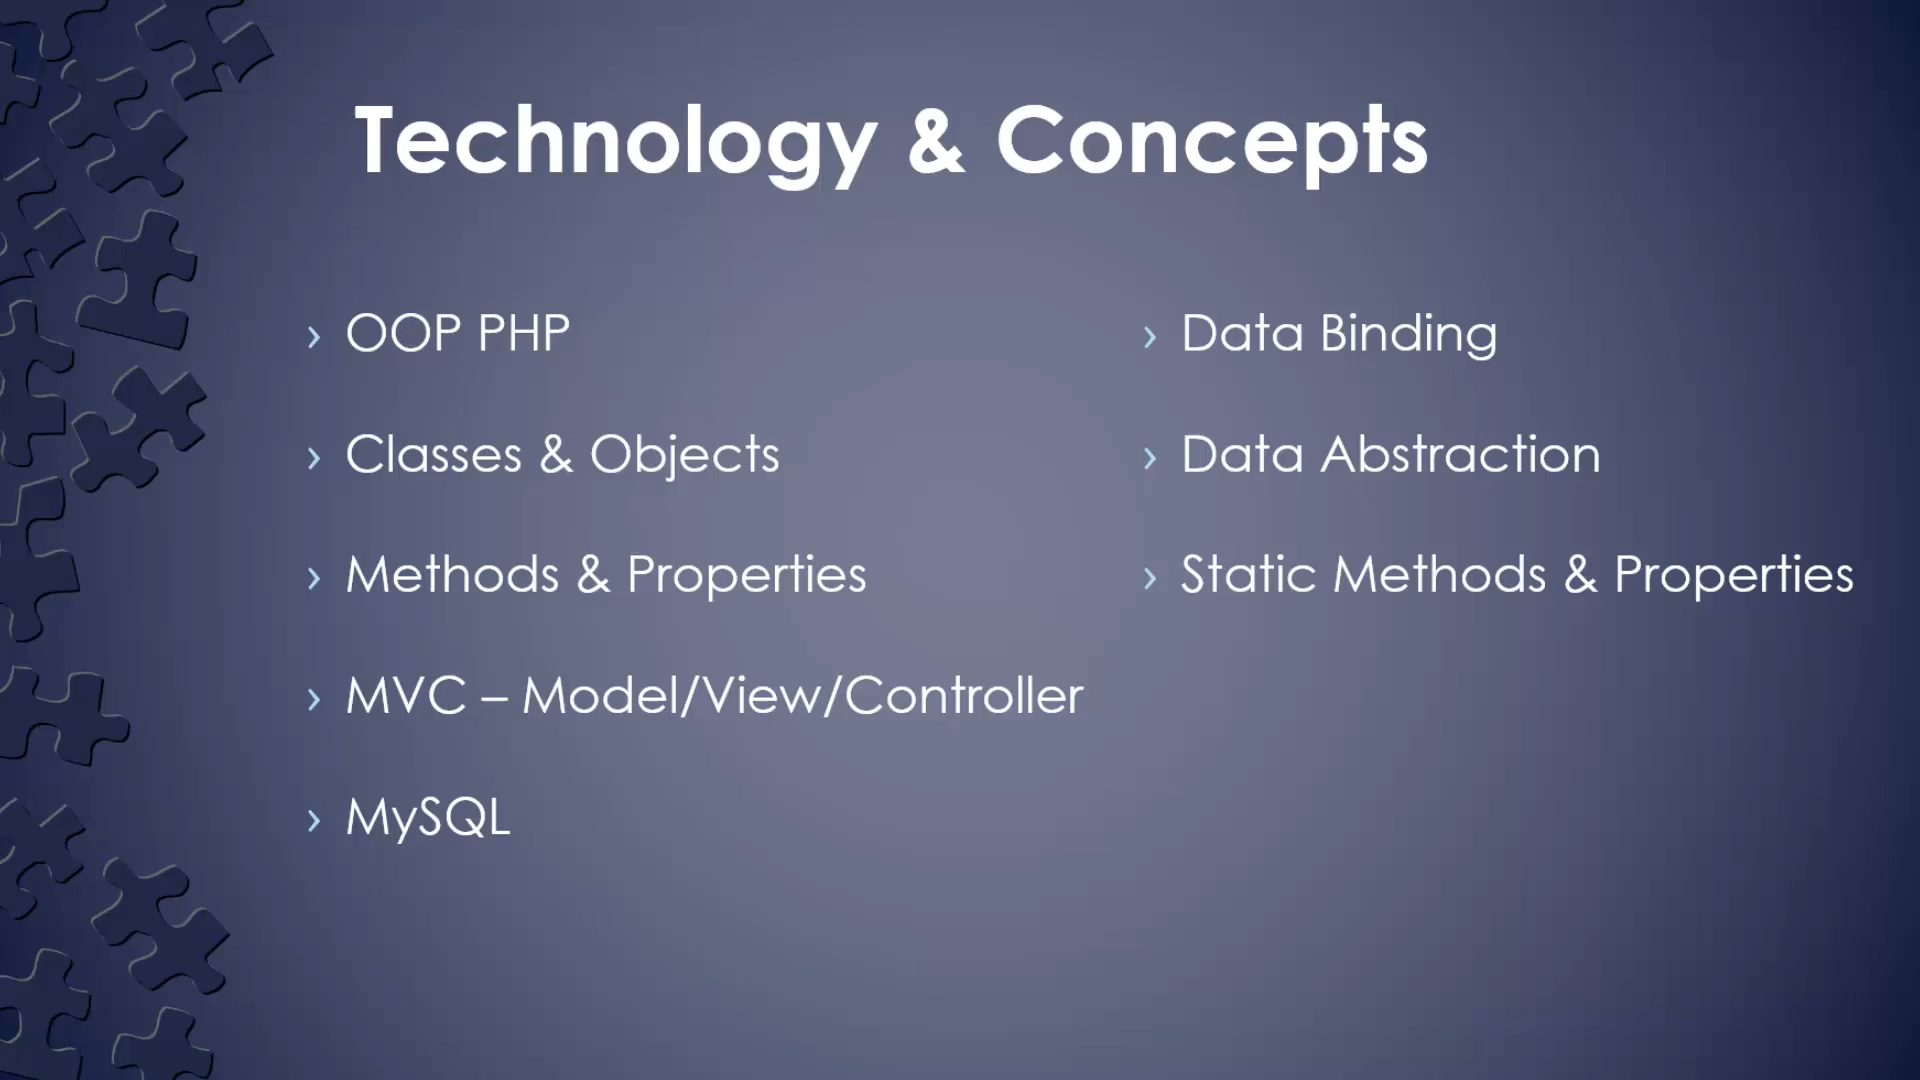 Technology & Concepts
› OOP PHP
› Classes & Objects
› Methods & Properties
› MVC – Model/View/Controller
› MySQL
› Data Binding
› Data Abstraction
› Static Methods & Properties